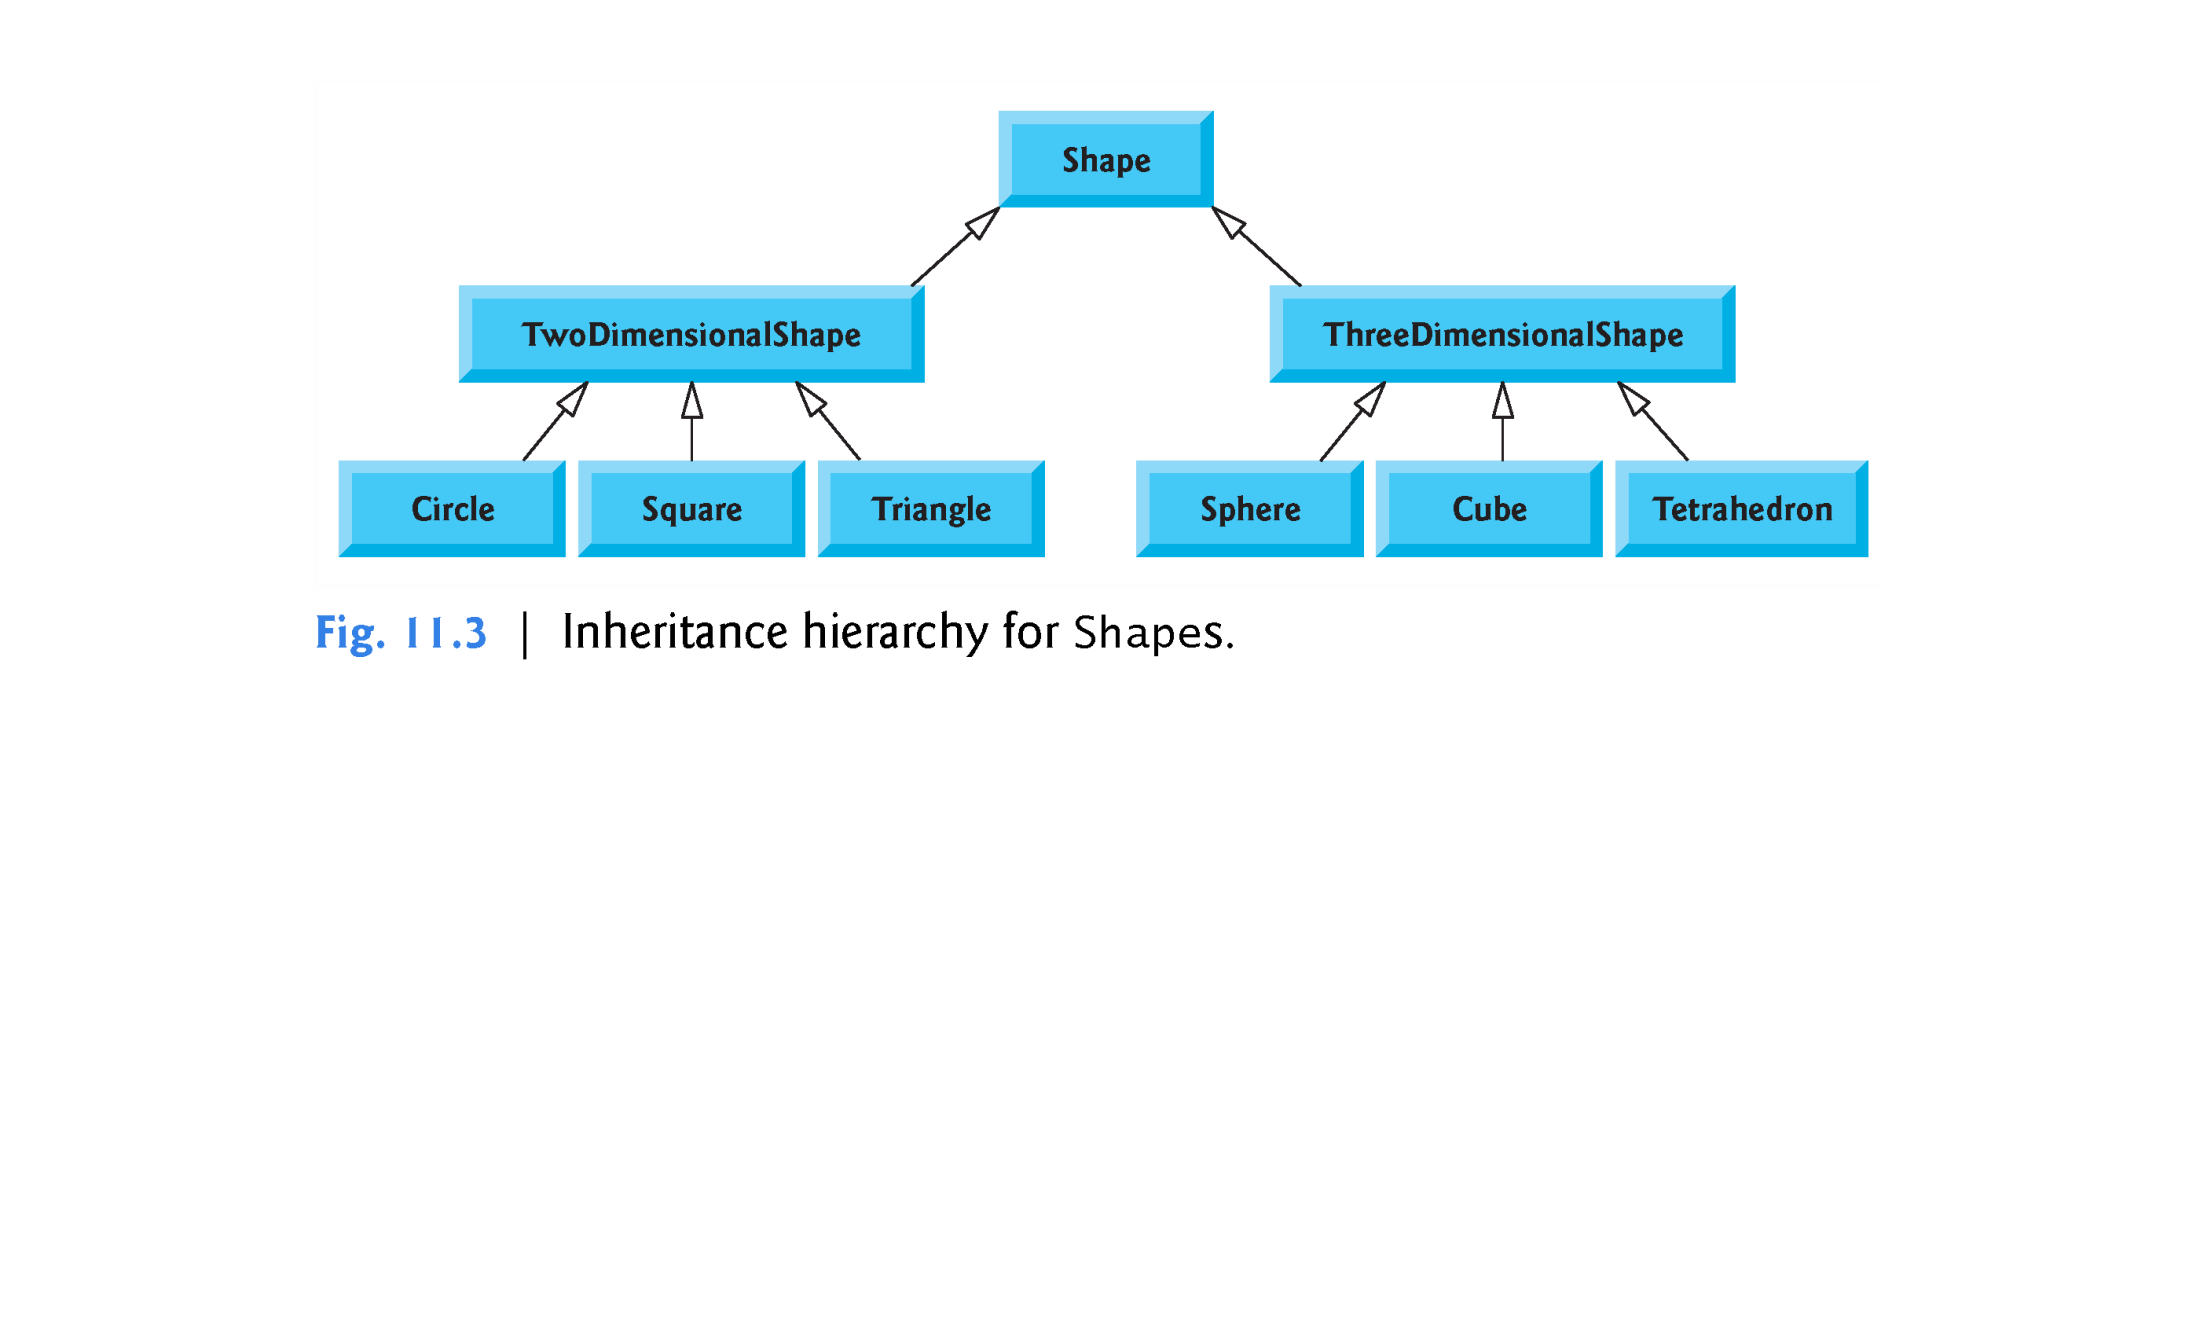 Shape
TwoDimensionalShape ThreeDimensionalShape
Circle Square Triangle Sphere Cube Tetrahedron
Fig. 11.3 | Inheritance hierarchy for Shapes.